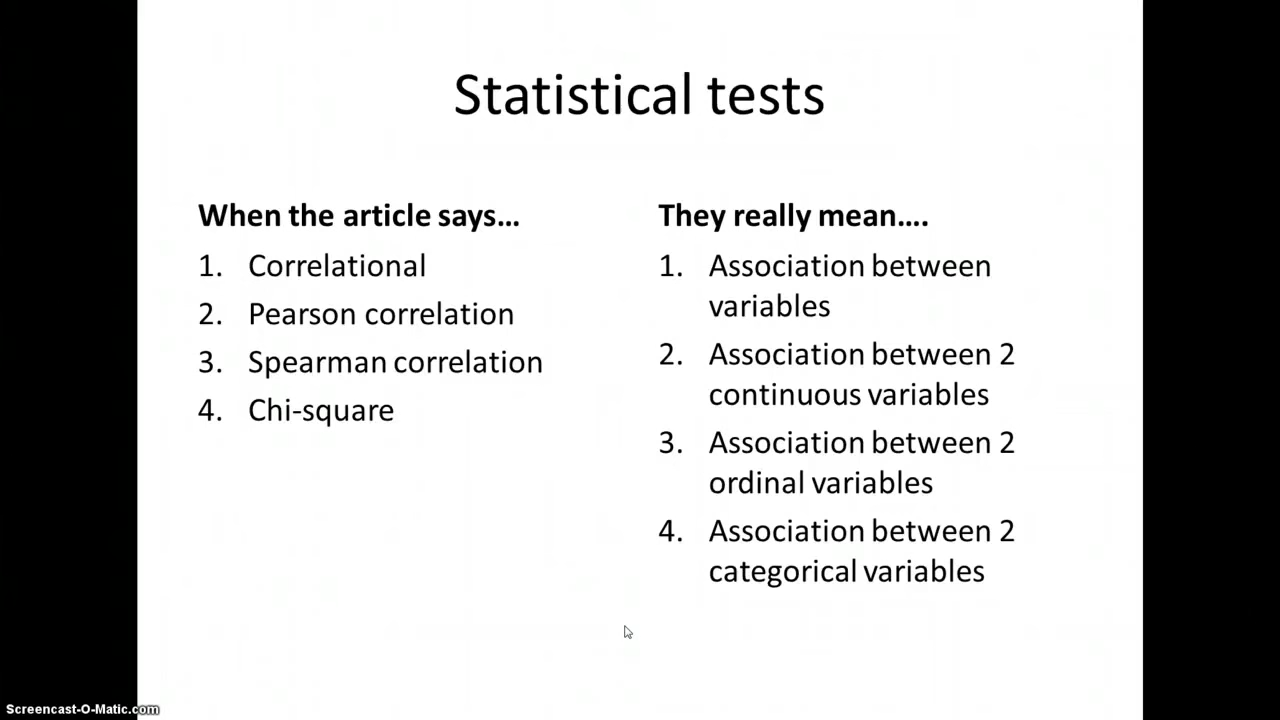 Statistical tests
When the article says…
1. Correlational
2. Pearson correlation
3. Spearman correlation
4. Chi-square
They really mean….
1. Association between
variables
2. Association between 2
continuous variables
3. Association between 2
ordinal variables
4. Association between 2
categorical variables
Screencast-O-Matic.com